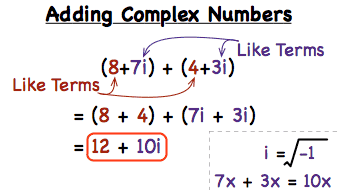 Adding Complex Numbers
Like Terms
(8+7i) + (4+3i)
Like Terms
= (8 + 4) + (7i + 3i)
= 12 + 10i
i = √-1
7x + 3x = 10x